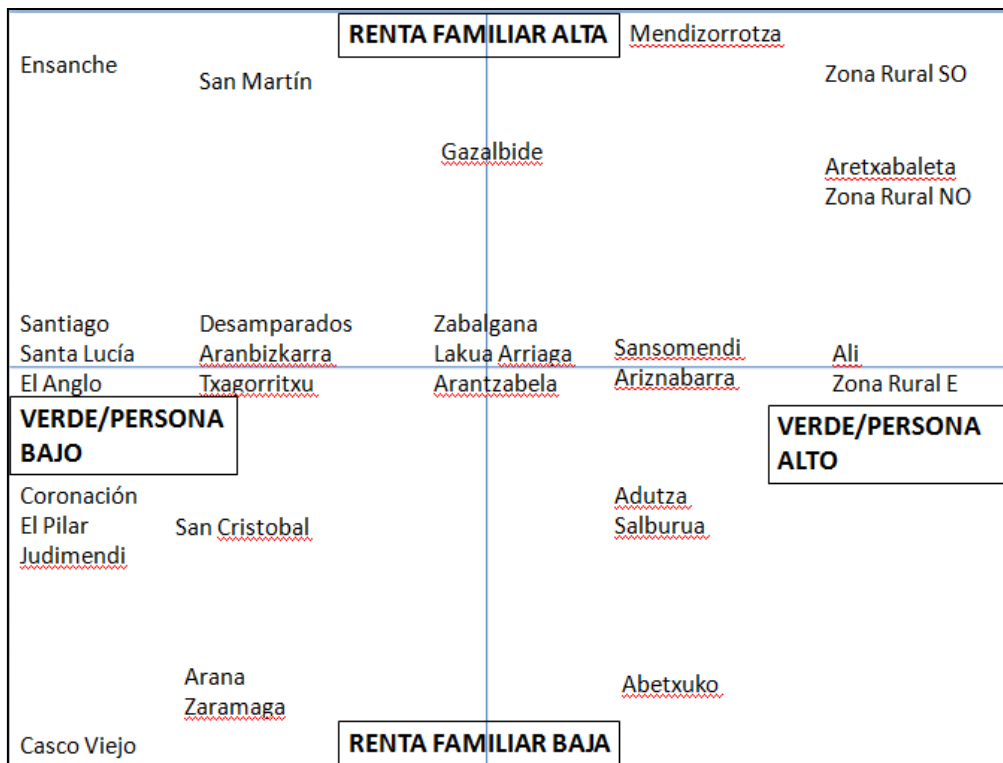 RENTA FAMILIAR ALTA
Mendizorrotza
Ensanche
San Martín
Zona Rural SO
Gazalbide
Aretxabaleta
Zona Rural NO
Santiago
Santa Lucía
El Anglo
Desamparados
Aranbizkarra
Txagorritxu
Zabalgana
Lakua Arriaga
Arantzabela
Sansomendi
Ariznabarra
Ali
Zona Rural E
VERDE/PERSONA
BAJO
VERDE/PERSONA
ALTO
Coronación
El Pilar
Judimendi
San Cristobal
Adutza
Salburua
Arana
Zaramaga
Abetxuko
Casco Viejo
RENTA FAMILIAR BAJA